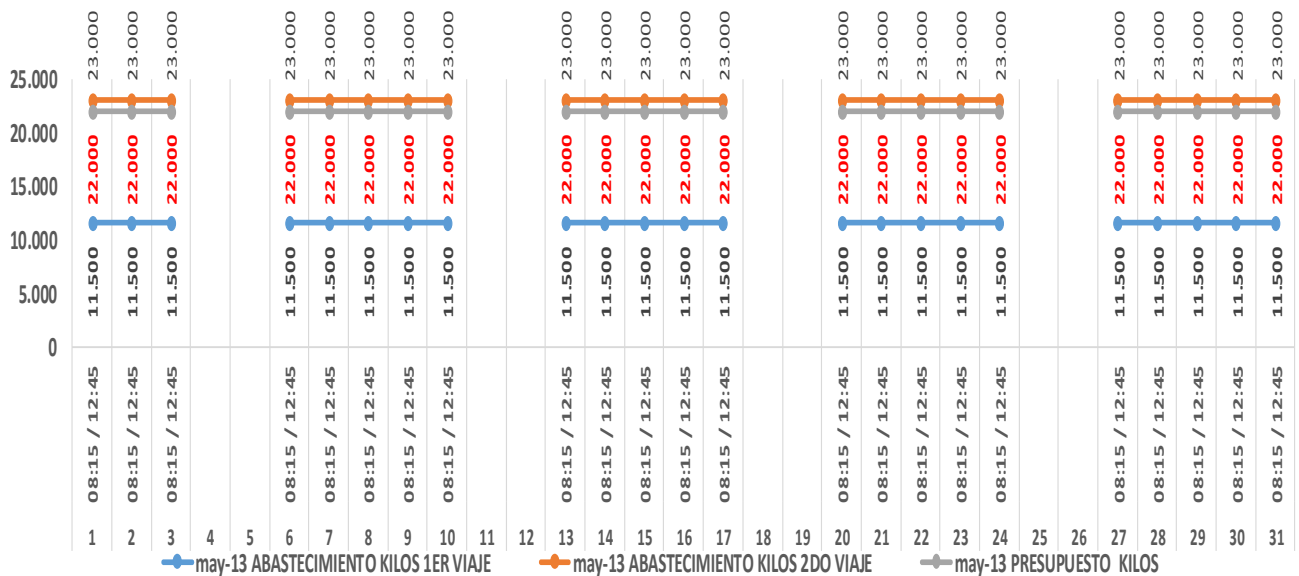 23.000 23.000 23.000 23.000 23.000 23.000 23.000 23.000 23.000 23.000 23.000 23.000 23.000 23.000 23.000 23.000 23.000 23.000 23.000 23.000 23.000 23.000 23.000
25.000
20.000
22.000 22.000 22.000 22.000 22.000 22.000 22.000 22.000 22.000 22.000 22.000 22.000 22.000 22.000 22.000 22.000 22.000 22.000 22.000 22.000 22.000 22.000 22.000
15.000
10.000
11.500 11.500 11.500 11.500 11.500 11.500 11.500 11.500 11.500 11.500 11.500 11.500 11.500 11.500 11.500 11.500 11.500 11.500 11.500 11.500 11.500 11.500 11.500
5.000
0
08:15 / 12:45 08:15 / 12:45 08:15 / 12:45 08:15 / 12:45 08:15 / 12:45 08:15 / 12:45 08:15 / 12:45 08:15 / 12:45 08:15 / 12:45 08:15 / 12:45 08:15 / 12:45 08:15 / 12:45 08:15 / 12:45 08:15 / 12:45 08:15 / 12:45 08:15 / 12:45 08:15 / 12:45 08:15 / 12:45 08:15 / 12:45 08:15 / 12:45 08:15 / 12:45 08:15 / 12:45 08:15 / 12:45
1 2 3 4 5 6 7 8 9 10 11 12 13 14 15 16 17 18 19 20 21 22 23 24 25 26 27 28 29 30 31
may-13 ABASTECIMIENTO KILOS 1ER VIAJE may-13 ABASTECIMIENTO KILOS 2DO VIAJE may-13 PRESUPUESTO KILOS